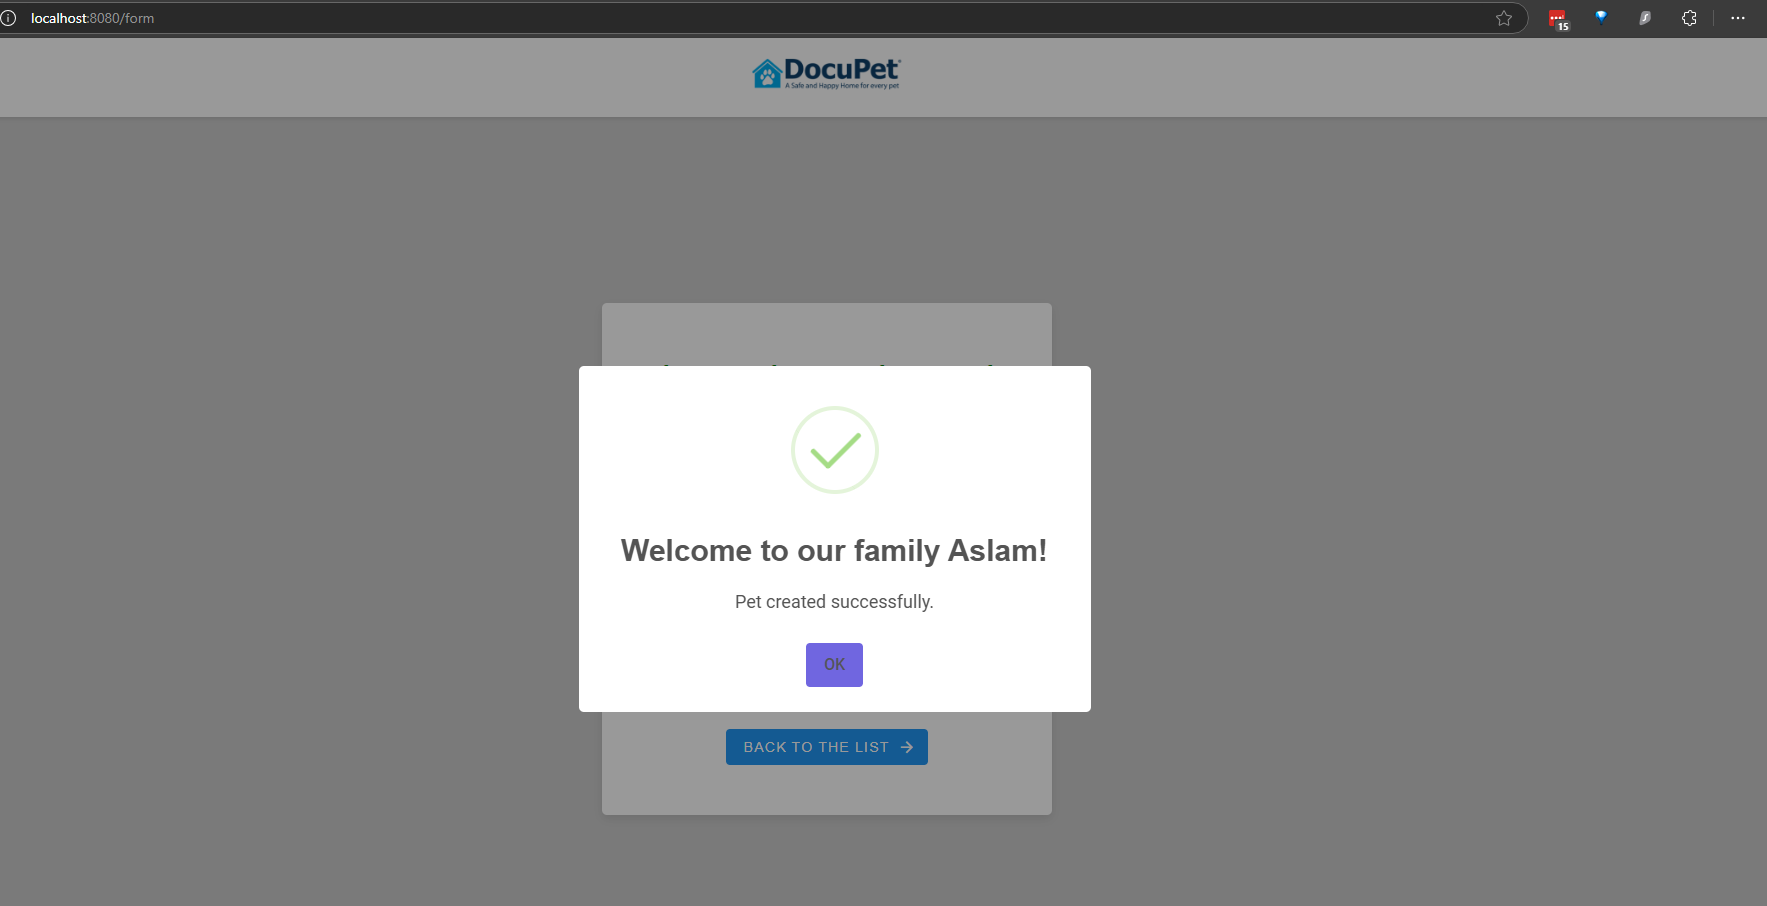 localhost:8080/form
15
DocuPet®
A Safe and Happy Home for every pet
Welcome to our family Aslam!
Pet created successfully.
OK
BACK TO THE LIST